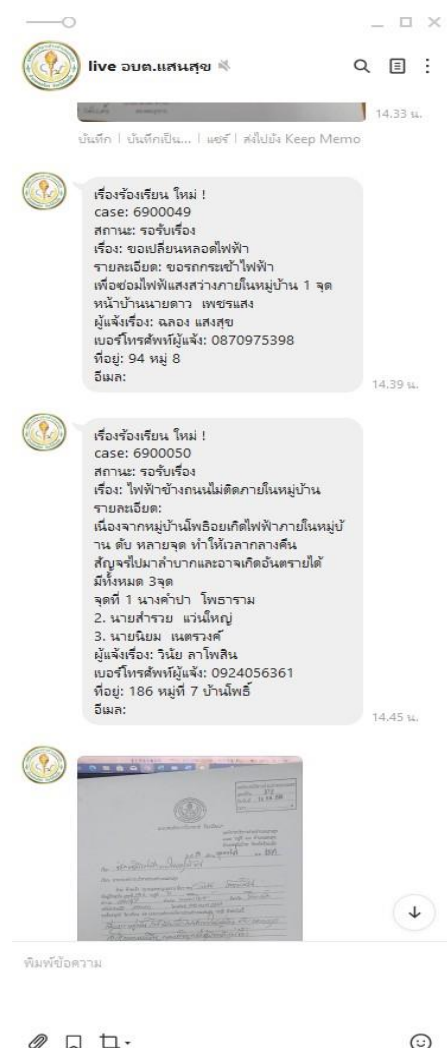 live อบต.แสนสุข
14.33 น.
บันทึก | บันทึกเป็น... | แชร์ | ส่งไปยัง Keep Memo
เรื่องร้องเรียน ใหม่ !
case: 6900049
สถานะ: รอรับเรื่อง
เรื่อง: ขอเปลี่ยนหลอดไฟฟ้า
รายละเอียด: ขอรถกระเช้าไฟฟ้า
เพื่อซ่อมไฟฟ้าแสงสว่างภายในหมู่บ้าน 1 จุด
หน้าบ้านนายดาว เพชรแสง
ผู้แจ้งเรื่อง: ฉลอง แสงสุข
เบอร์โทรศัพท์ผู้แจ้ง: 0870975398
ที่อยู่: 94 หมู่ 8
อีเมล:
14.39 น.
เรื่องร้องเรียน ใหม่ !
case: 6900050
สถานะ: รอรับเรื่อง
เรื่อง: ไฟฟ้าข้างถนนไม่ติดภายในหมู่บ้าน
รายละเอียด:
เนื่องจากหมู่บ้านโพธิอยเกิดไฟฟ้าภายในหมู่บ้
าน ดับ หลายจุด ทำให้เวลากลางคืน
สัญจรไปมาลำบากและอาจเกิดอันตรายได้
มีทั้งหมด 3จุด
จุดที่ 1 นางคำปา โพธาราม
2. นายสำรวย แว่นใหญ่
3. นายนิยม เนตรวงค์
ผู้แจ้งเรื่อง: วินัย ลาโพสิน
เบอร์โทรศัพท์ผู้แจ้ง: 0924056361
ที่อยู่: 186 หมู่ที่ 7 บ้านโพธิ์
อีเมล:
14.45 น.
พิมพ์ข้อความ